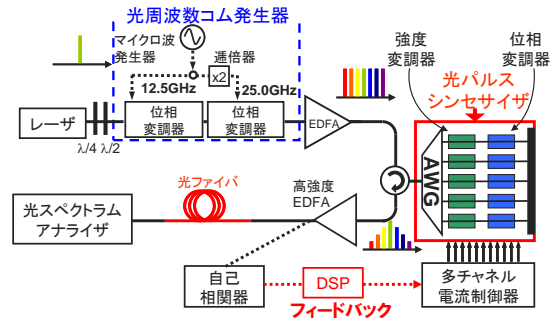 光周波数コム発生器
マイクロ波
発生器
逓倍器
x2
12.5GHz
25.0GHz
レーザ
λ/4 λ/2
位相
変調器
位相
変調器
EDFA
強度
変調器
位相
変調器
光パルス
シンセサイザ
AWG
光スペクトラム
アナライザ
光ファイバ
高強度
EDFA
自己
相関器
DSP
フィードバック
多チャネル
電流制御器